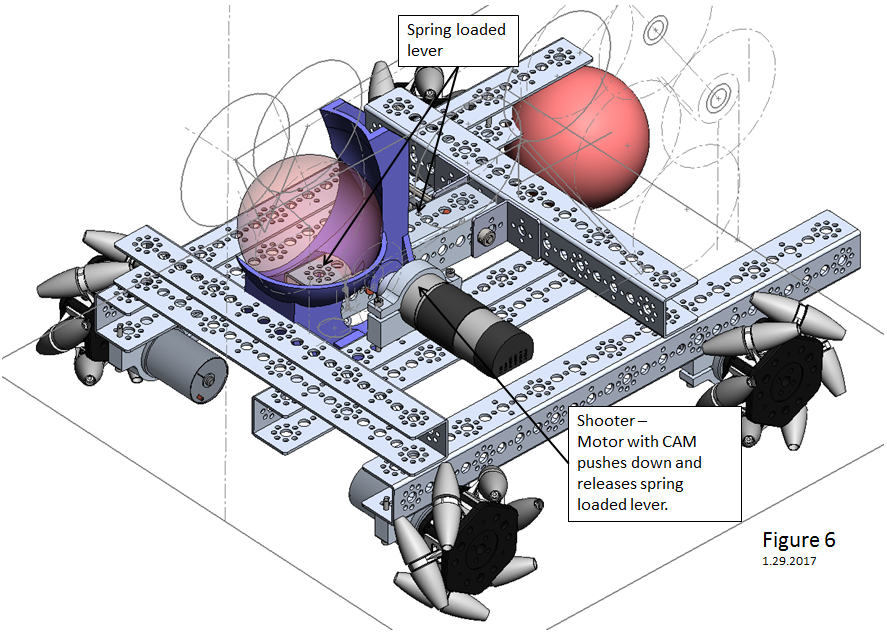 Spring loaded
lever
Shooter –
Motor with CAM
pushes down and
releases spring
loaded lever.
Figure 6
1.29.2017